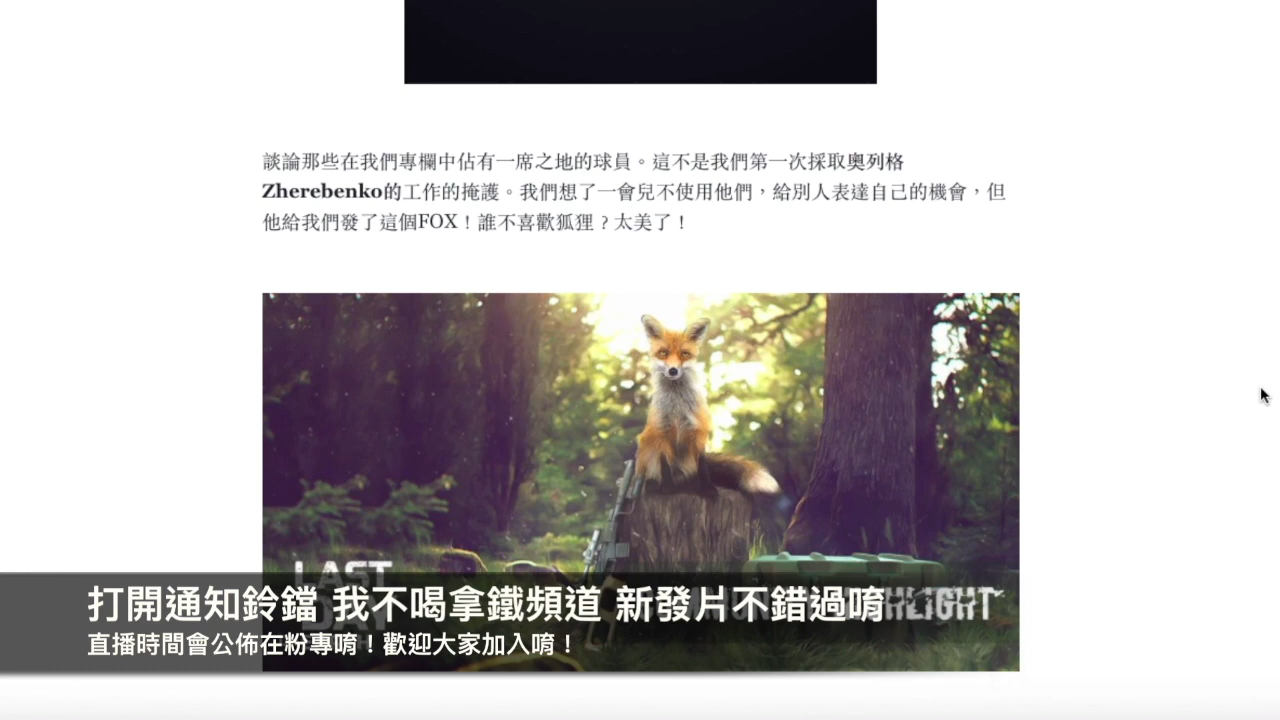 談論那些在我們專欄中佔有一席之地的球員。這不是我們第一次採取奧列格
Zherebenko的工作的掩護。我們想了一會兒不使用他們，給別人表達自己的機會，但
他給我們發了這個FOX！誰不喜歡狐狸？太美了！
LAST
DAY
HLIGHT
打開通知鈴鐺 我不喝拿鐵頻道 新發片不錯過唷
直播時間會公佈在粉專唷！歡迎大家加入唷！